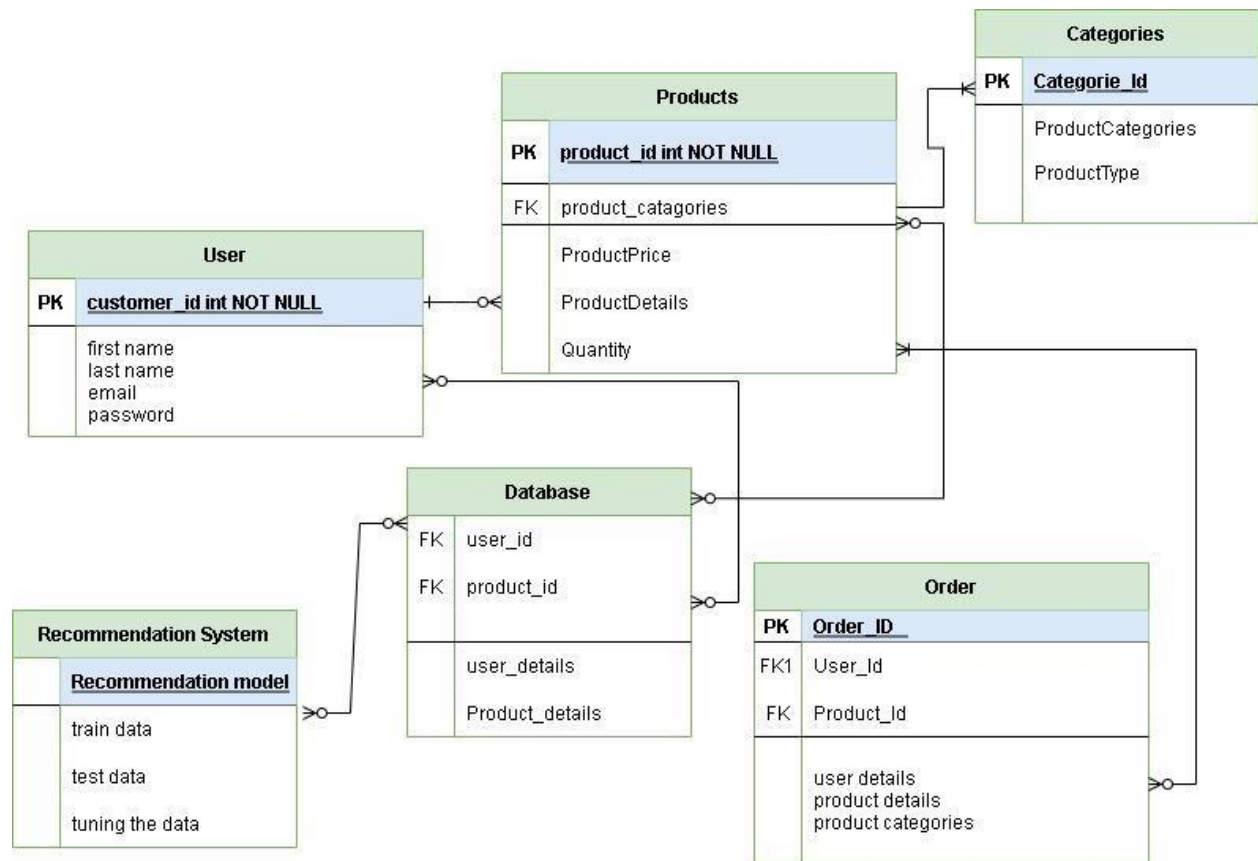 Categories
PK Categorie_Id
ProductCategories
ProductType
Products
PK product_id int NOT NULL
FK product_catagories
ProductPrice
ProductDetails
Quantity
User
PK customer_id int NOT NULL
first name
last name
email
password
Database
FK user_id
FK product_id
user_details
Product_details
Recommendation System
Recommendation model
train data
test data
tuning the data
Order
PK Order_ID
FK1 User_Id
FK Product_Id
user details
product details
product categories